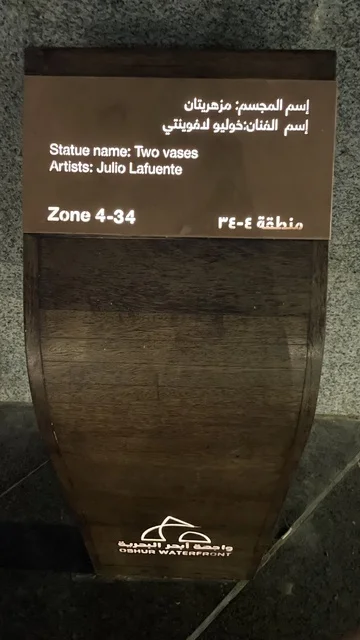 إسم المجسم: مزهريتان
إسم الفنان:خوليو لافوينتي
Statue name: Two vases
Artists: Julio Lafuente
Zone 4-34
منطقة ٤-٣٤
واجهة أبحر البحرية
OBHUR WATERFRONT